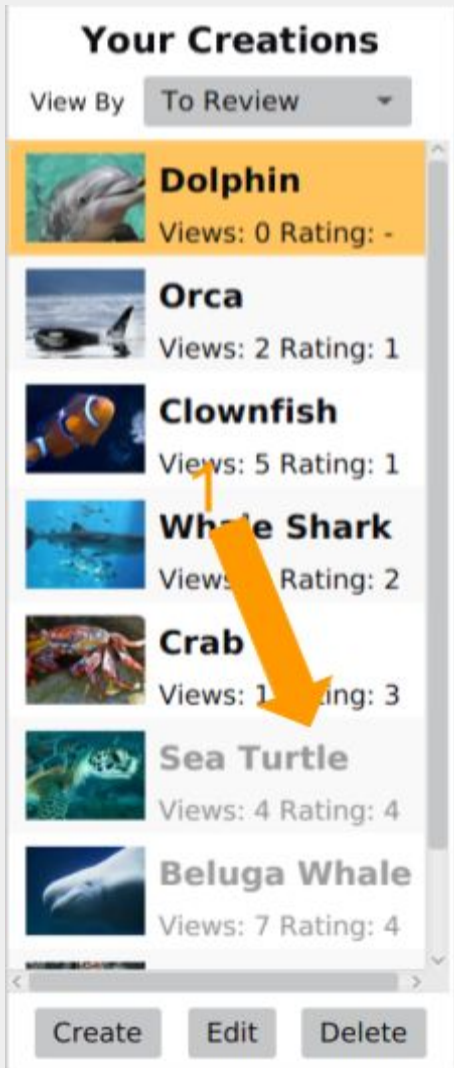 Your Creations
View By To Review
Dolphin
Views: 0 Rating: -
Orca
Views: 2 Rating: 1
Clownfish
Views: 5 Rating: 1
1
Shark
Rating: 2
Crab
Views: 3
Sea Turtle
Views: 4 Rating: 4
Beluga Whale
Views: 7 Rating: 4
Create Edit Delete